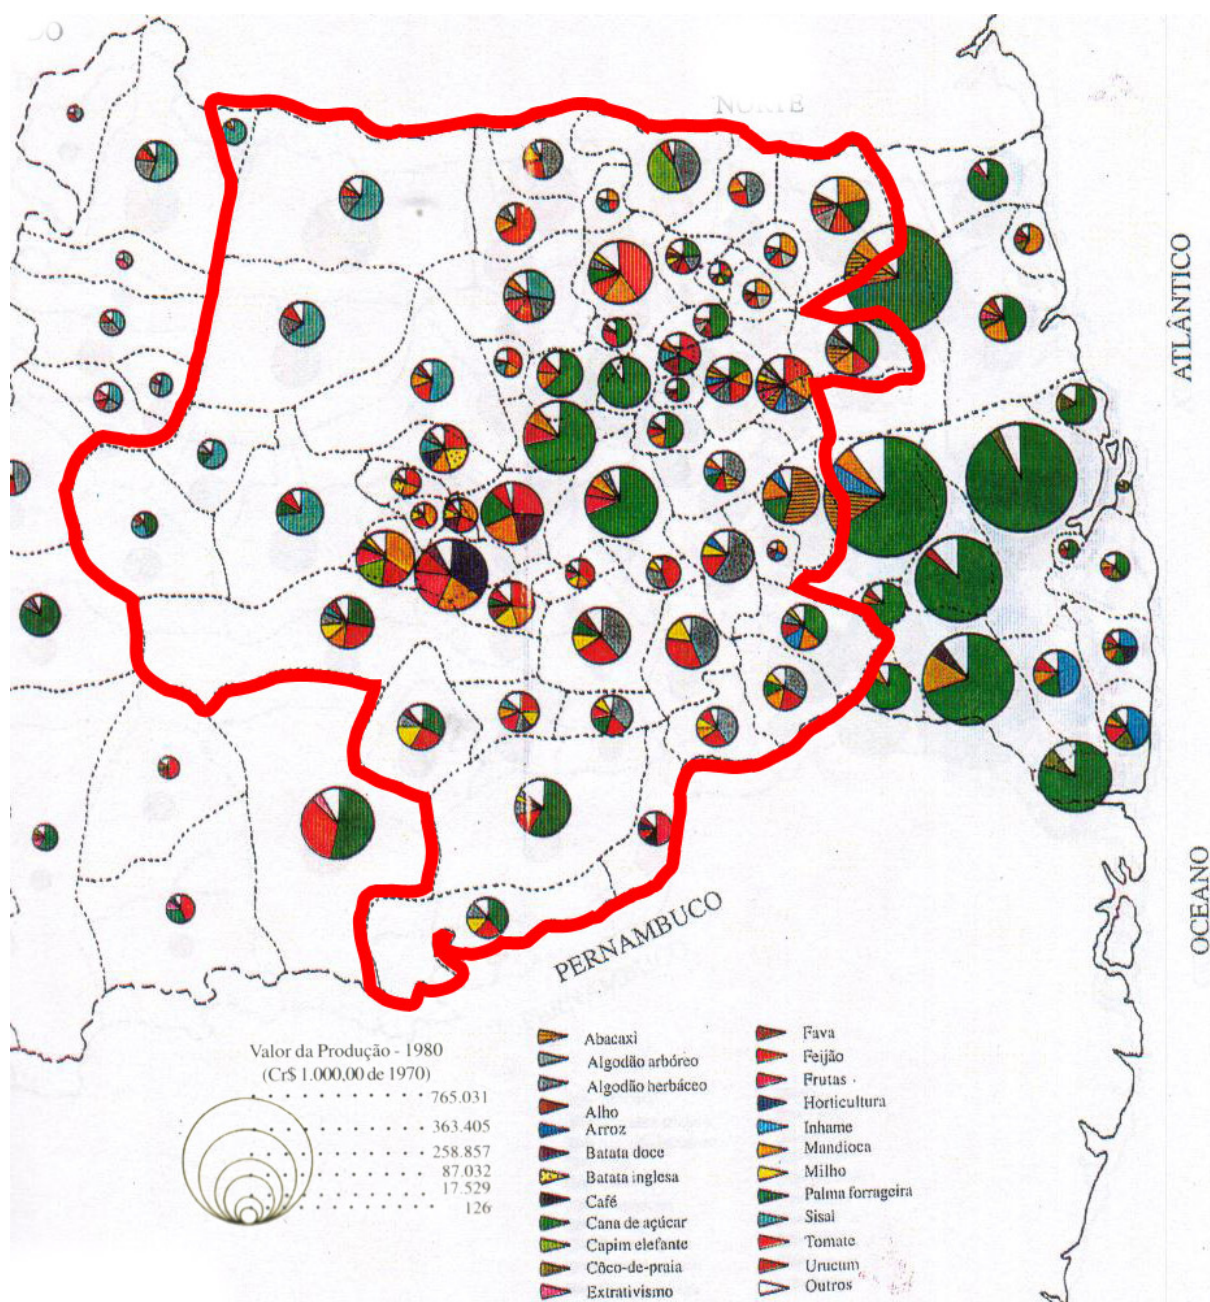 NORTE
ATLÂNTICO
OCEANO
PERNAMBUCO
Valor da Produção - 1980
(Cr$ 1.000,00 de 1970)
765.031
363.405
258.857
87.032
17.529
126
Abacaxi
Algodão arbóreo
Algodão herbáceo
Alho
Arroz
Batata doce
Batata inglesa
Café
Cana de açúcar
Capim elefante
Côco-de-praia
Extrativismo
Fava
Feijão
Frutas
Horticultura
Inhame
Mandioca
Milho
Palma forrageira
Sisal
Tomate
Urucum
Outros